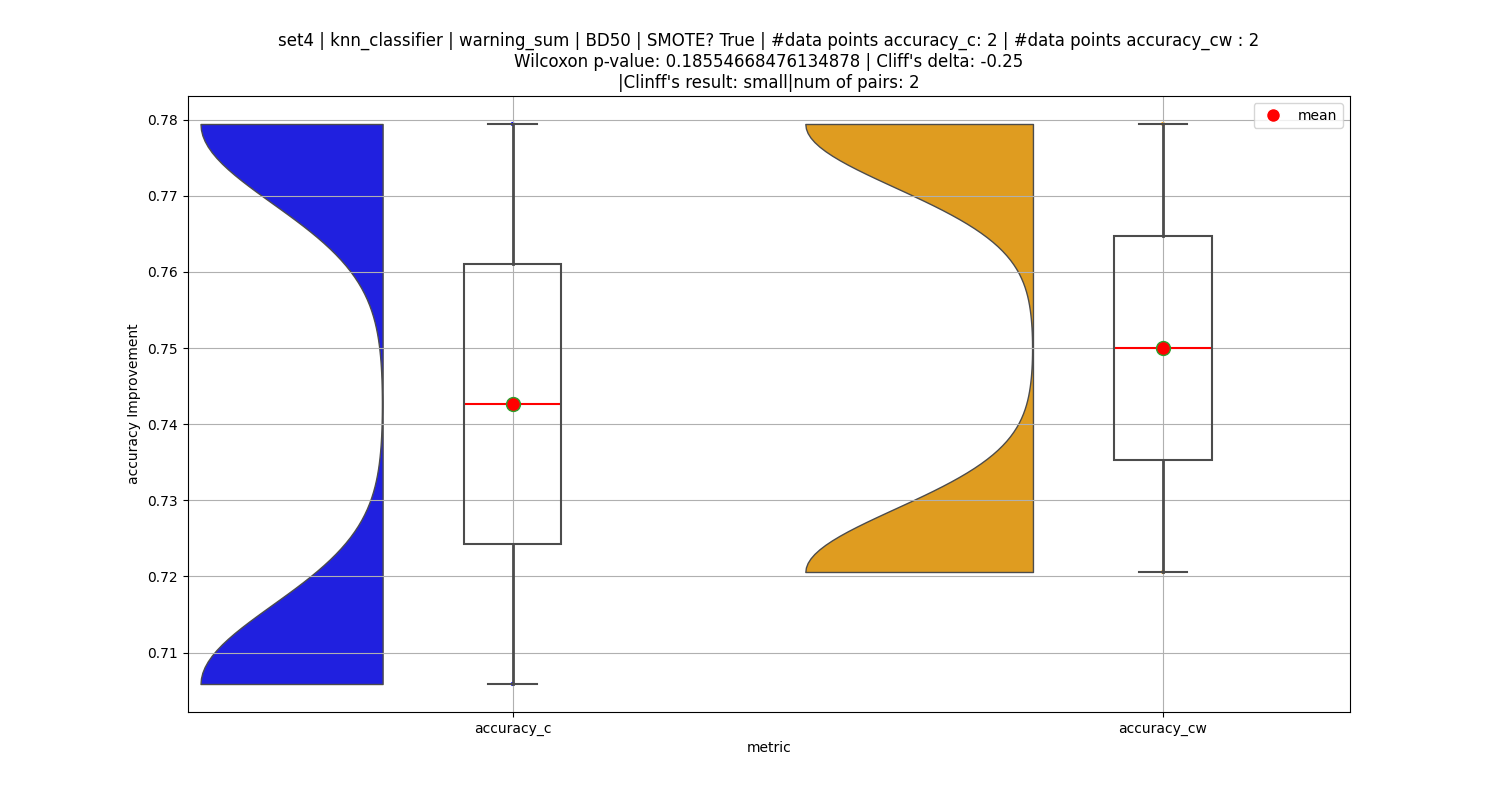 set4 | knn_classifier | warning_sum | BD50 | SMOTE? True | #data points accuracy_c: 2 | #data points accuracy_cw : 2
Wilcoxon p-value: 0.18554668476134878 | Cliff's delta: -0.25
|Clinff's result: small|num of pairs: 2
mean
0.78
0.77
0.76
0.75
0.74
0.73
0.72
0.71
accuracy Improvement
accuracy_c
accuracy_cw
metric